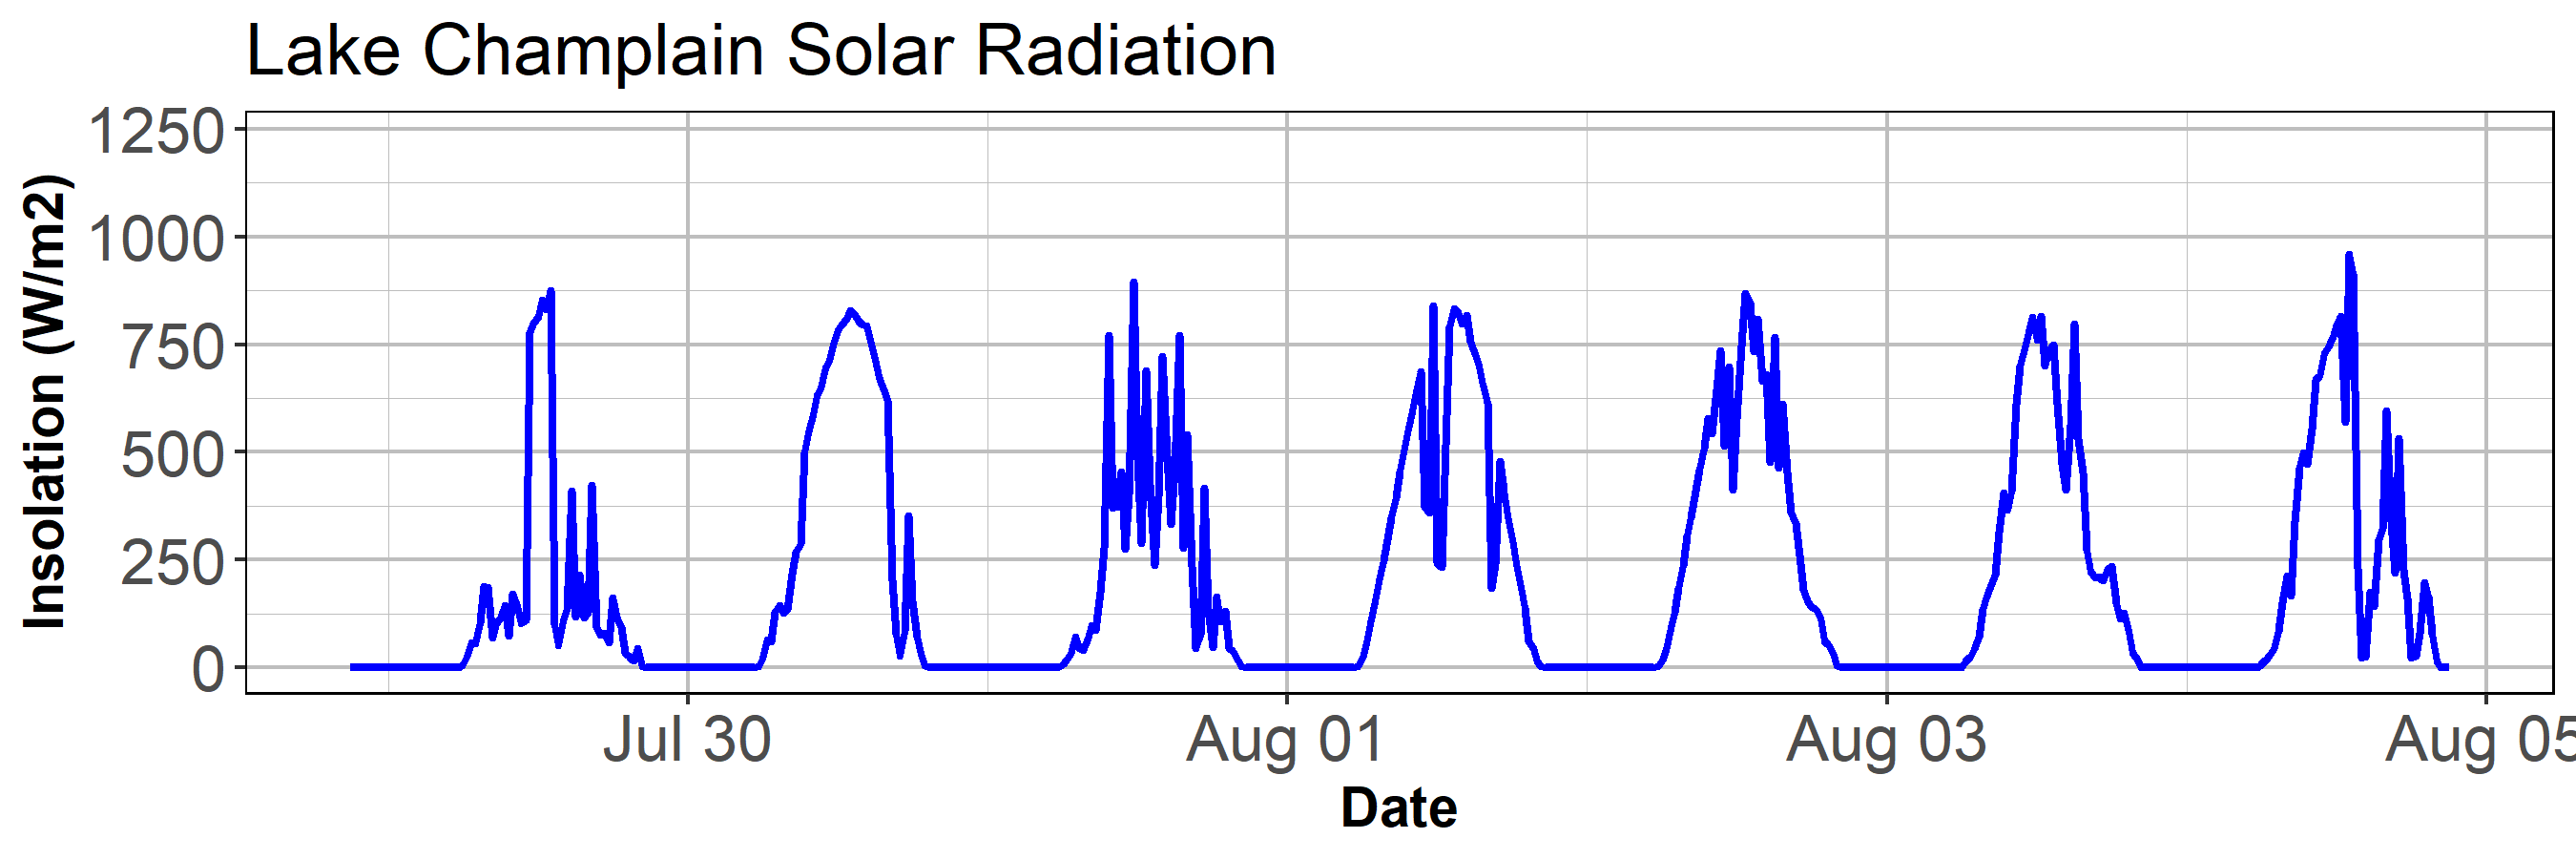 Lake Champlain Solar Radiation
1250
1000
750
500
250
0
Insolation (W/m2)
Jul 30
Aug 01
Aug 03
Aug 05
Date